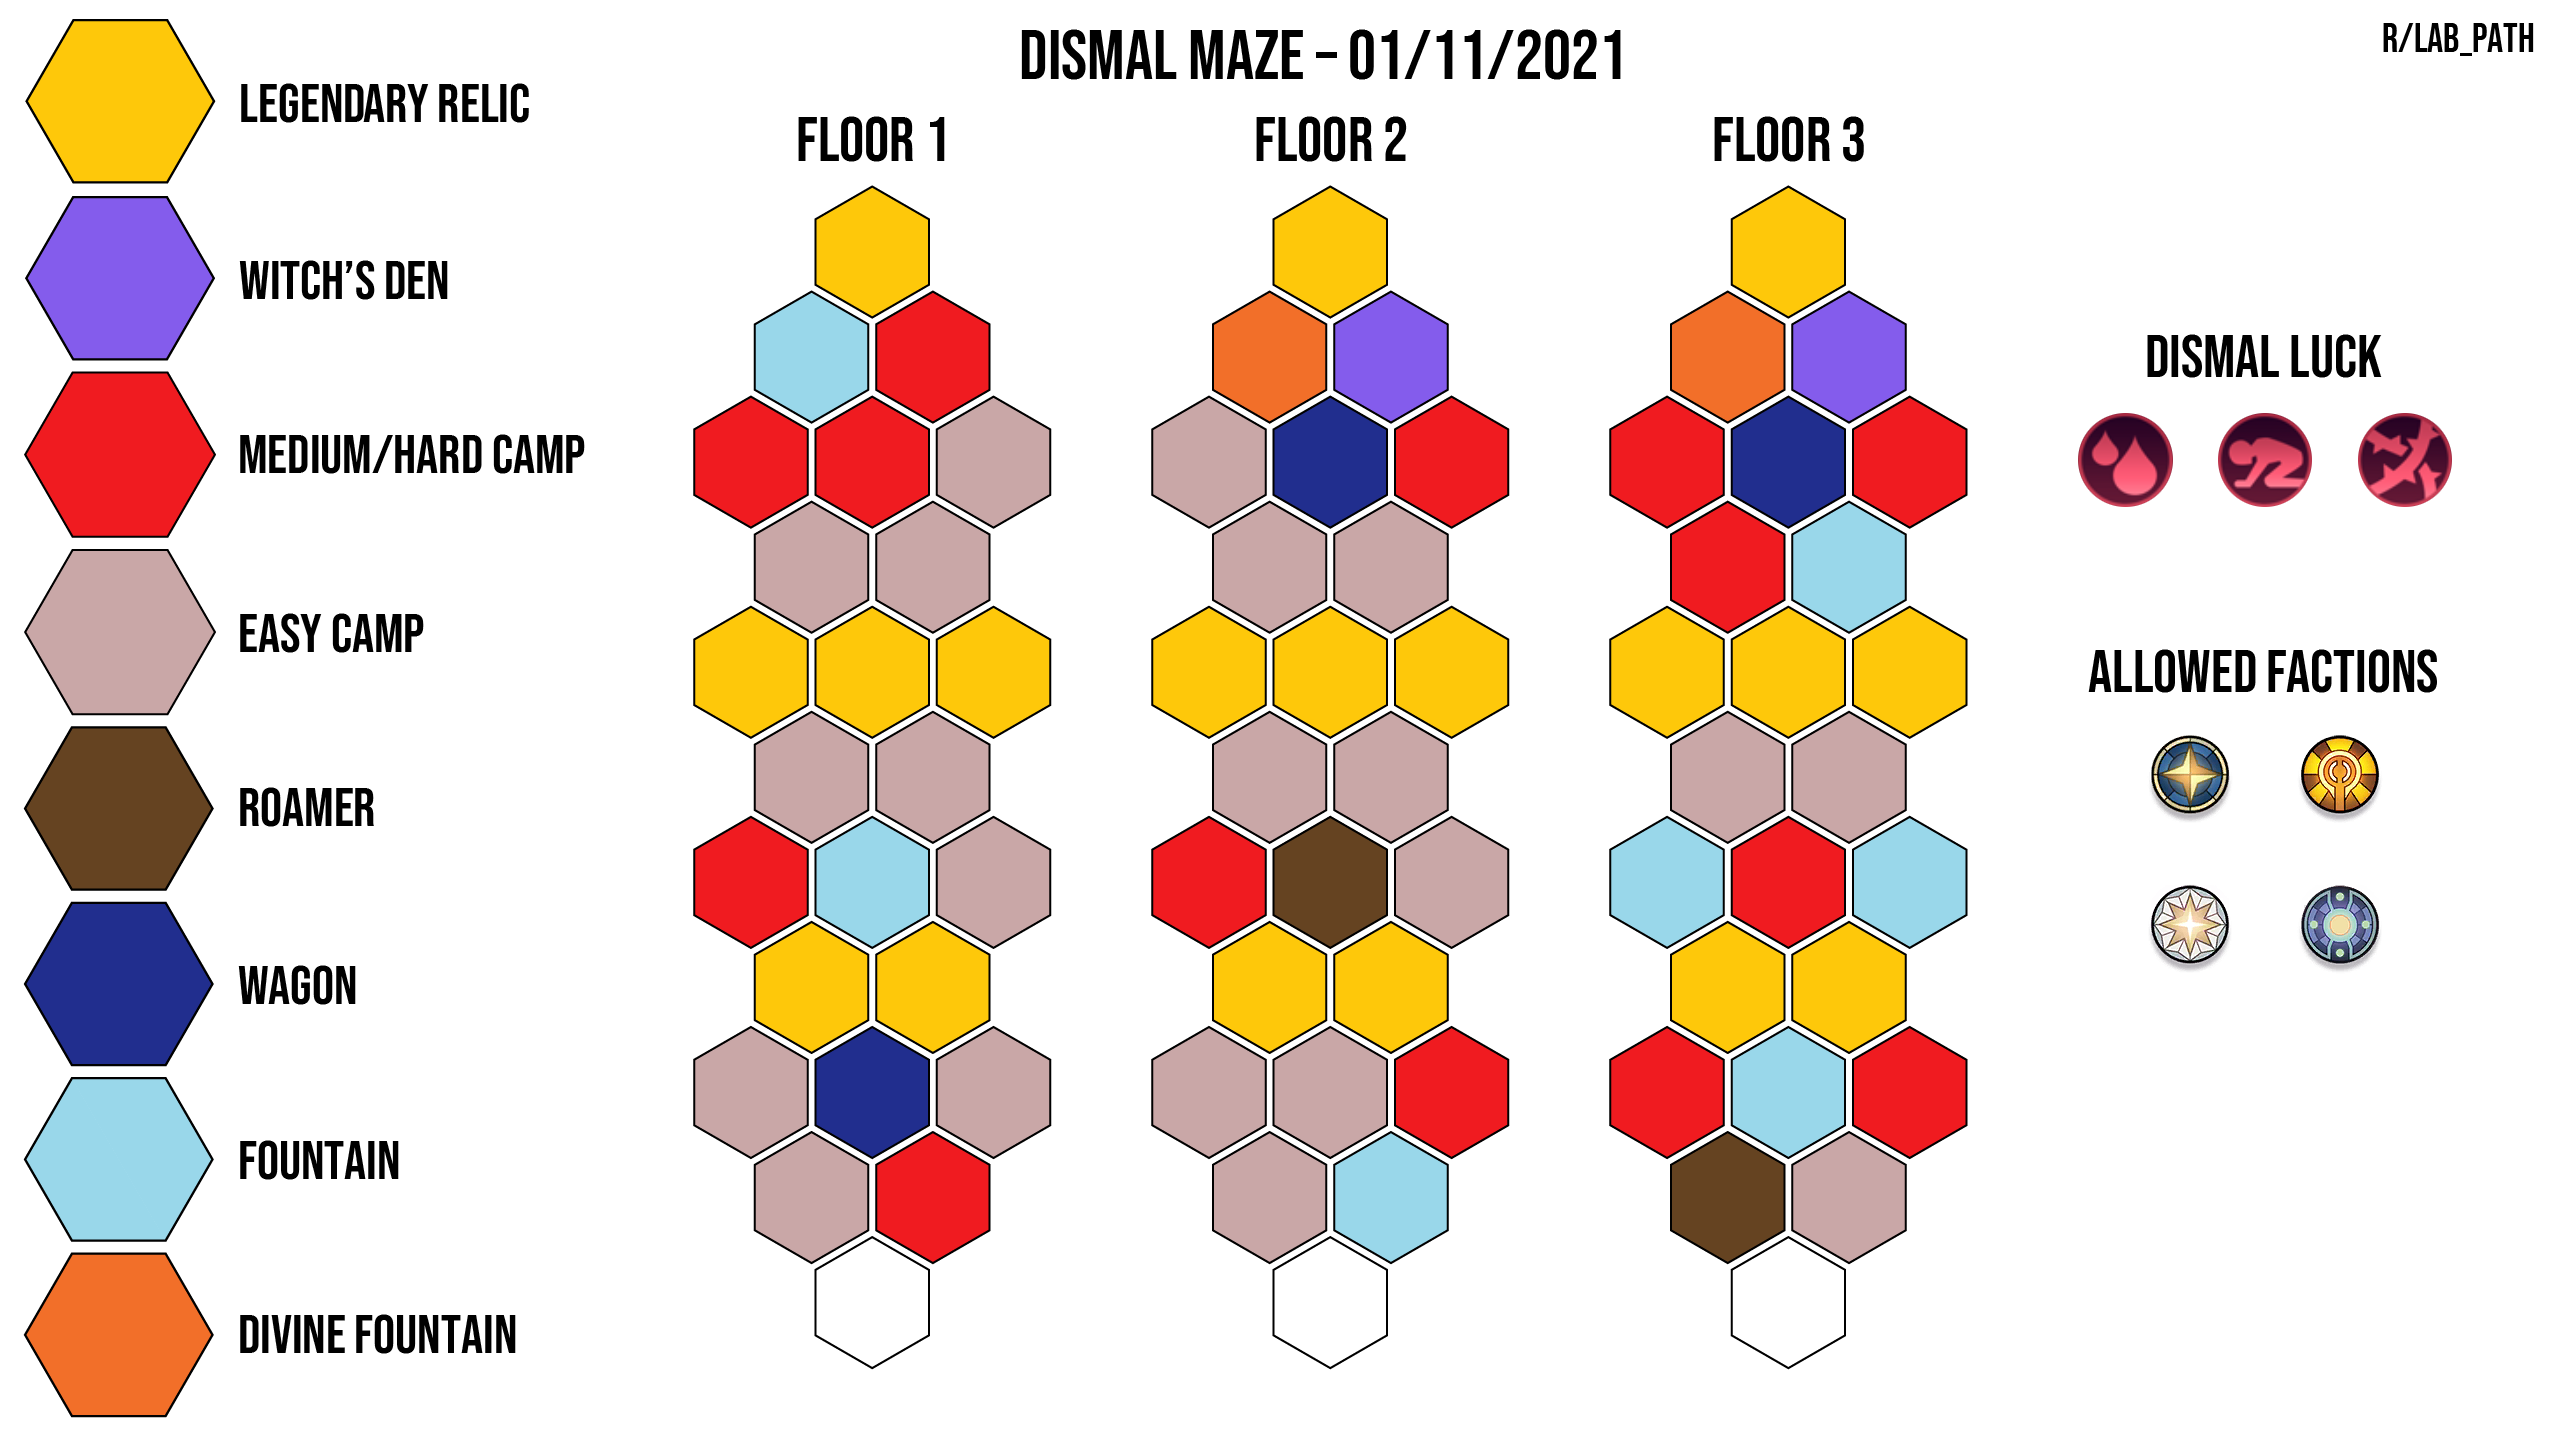 DISMAL MAZE – 01/11/2021
R/LAB_PATH
LEGENDARY RELIC
WITCH'S DEN
MEDIUM/HARD CAMP
EASY CAMP
ROAMER
WAGON
FOUNTAIN
DIVINE FOUNTAIN
FLOOR 1
FLOOR 2
FLOOR 3
DISMAL LUCK
ALLOWED FACTIONS